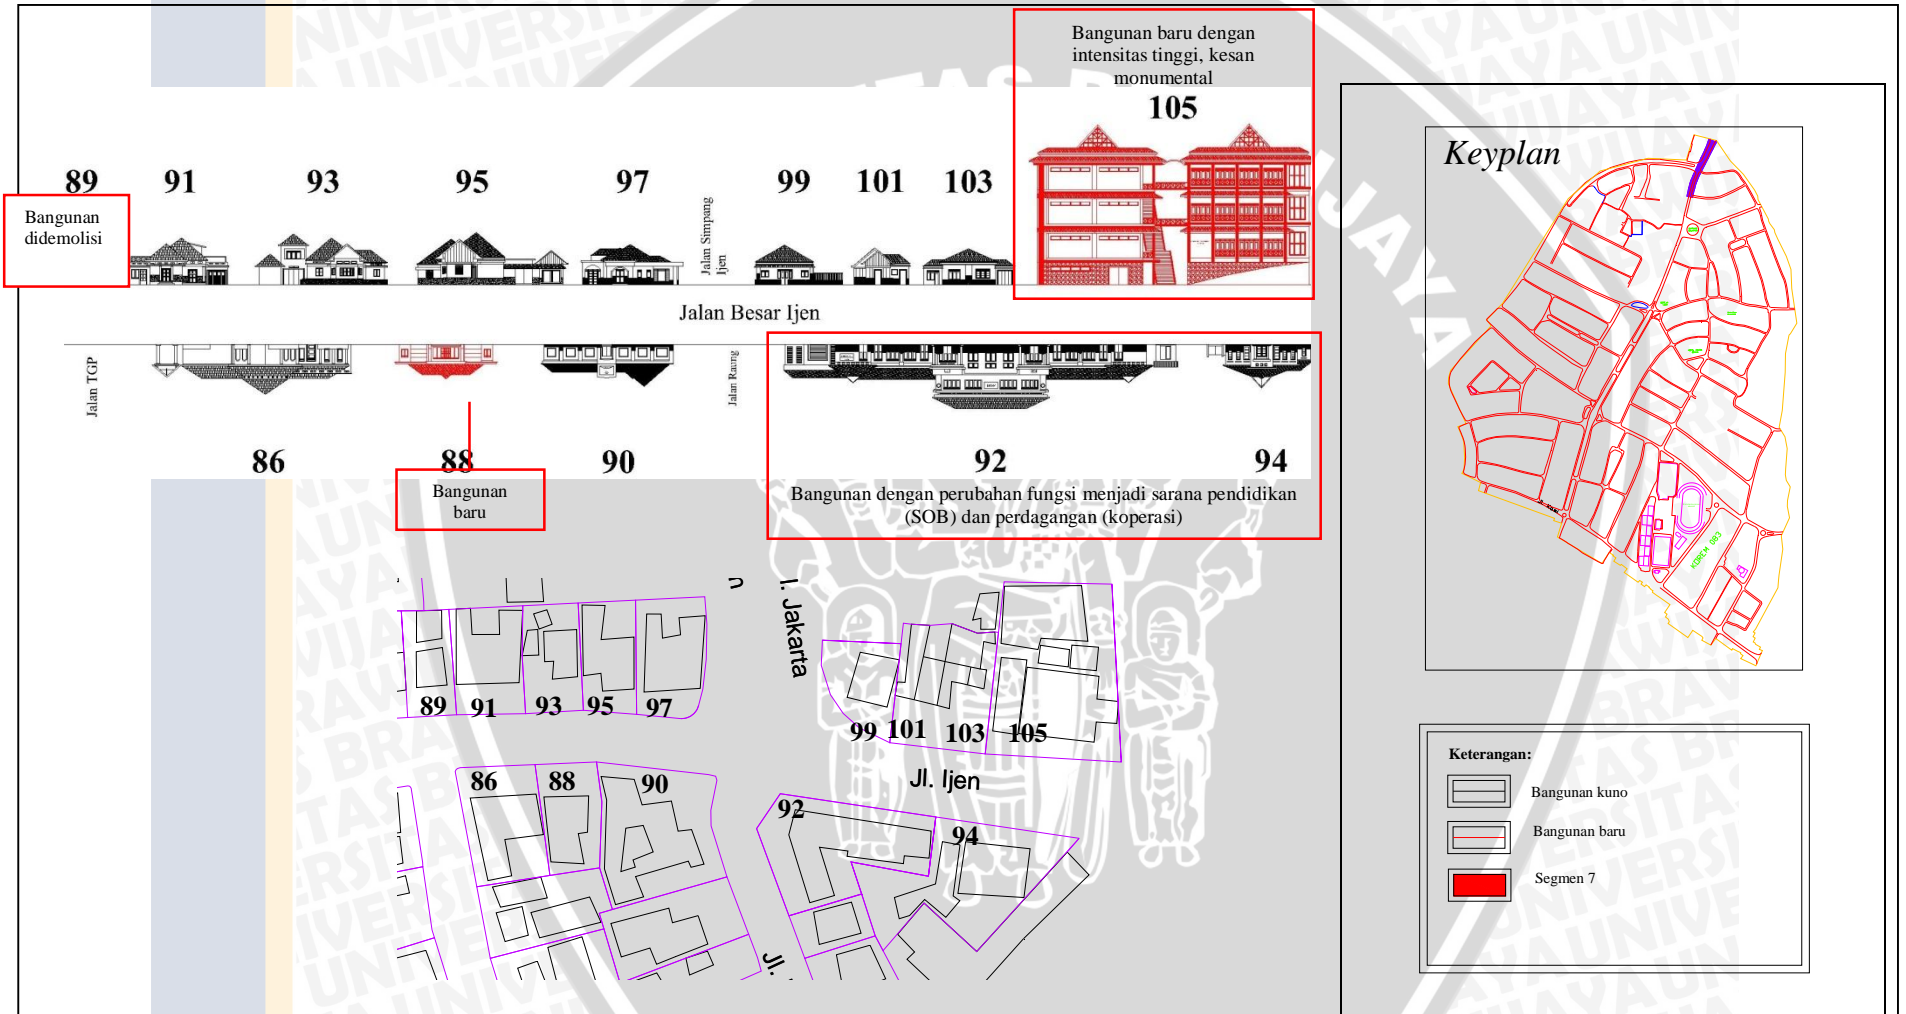 Bangunan baru dengan
intensitas tinggi, kesan
monumental
105
89
91
93
95
97
99
101
103
Bangunan
didemolisi
Jalan Simpang
Ijen
Jalan Besar Ijen
Jalan TGP
Jalan Raung
86
88
90
92
94
Bangunan
baru
Bangunan dengan perubahan fungsi menjadi sarana pendidikan
(SOB) dan perdagangan (koperasi)
l. Jakarta
89
91
93
95
97
99
101
103
105
Jl. Ijen
86
88
90
92
94
Jl.
Keyplan
KOREM 083
Keterangan:
Bangunan kuno
Bangunan baru
Segmen 7